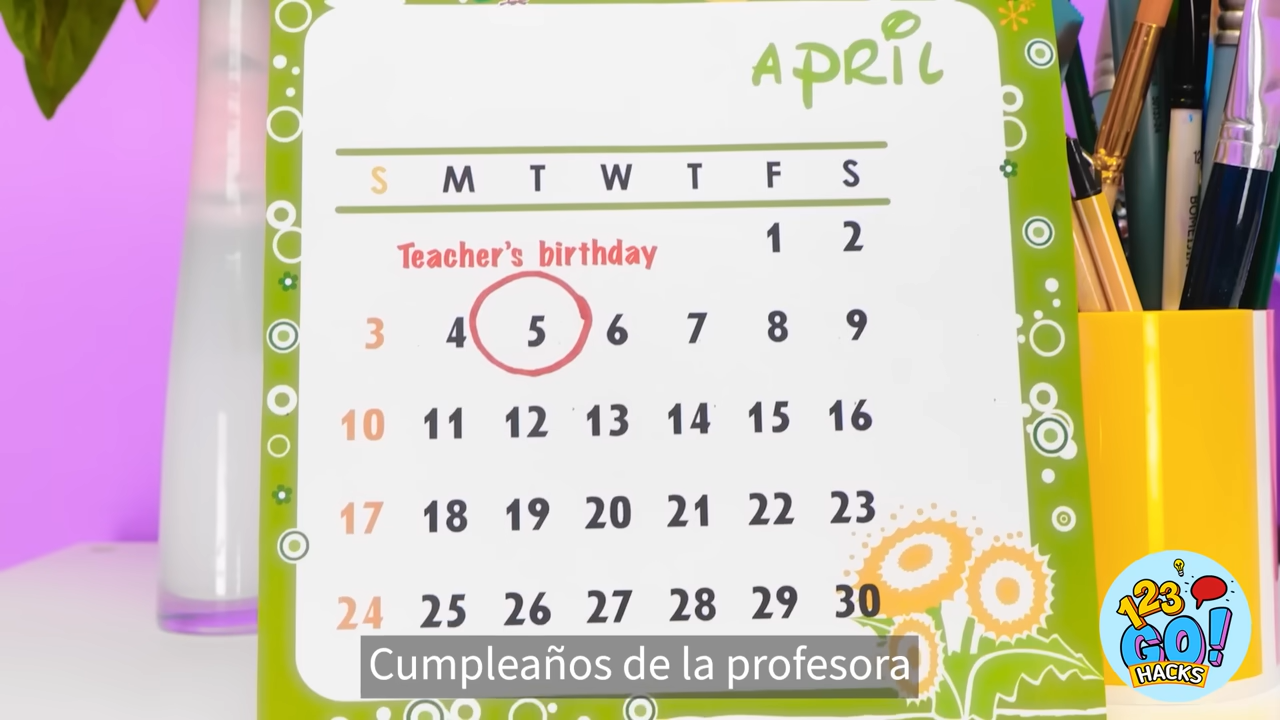 APRIL
S M T W T F S
1 2
Teacher's birthday
3 4 5 6 7 8 9
10 11 12 13 14 15 16
17 18 19 20 21 22 23
24 25 26 27 28 29 30
Cumpleaños de la profesora
123
GO!
HACKS